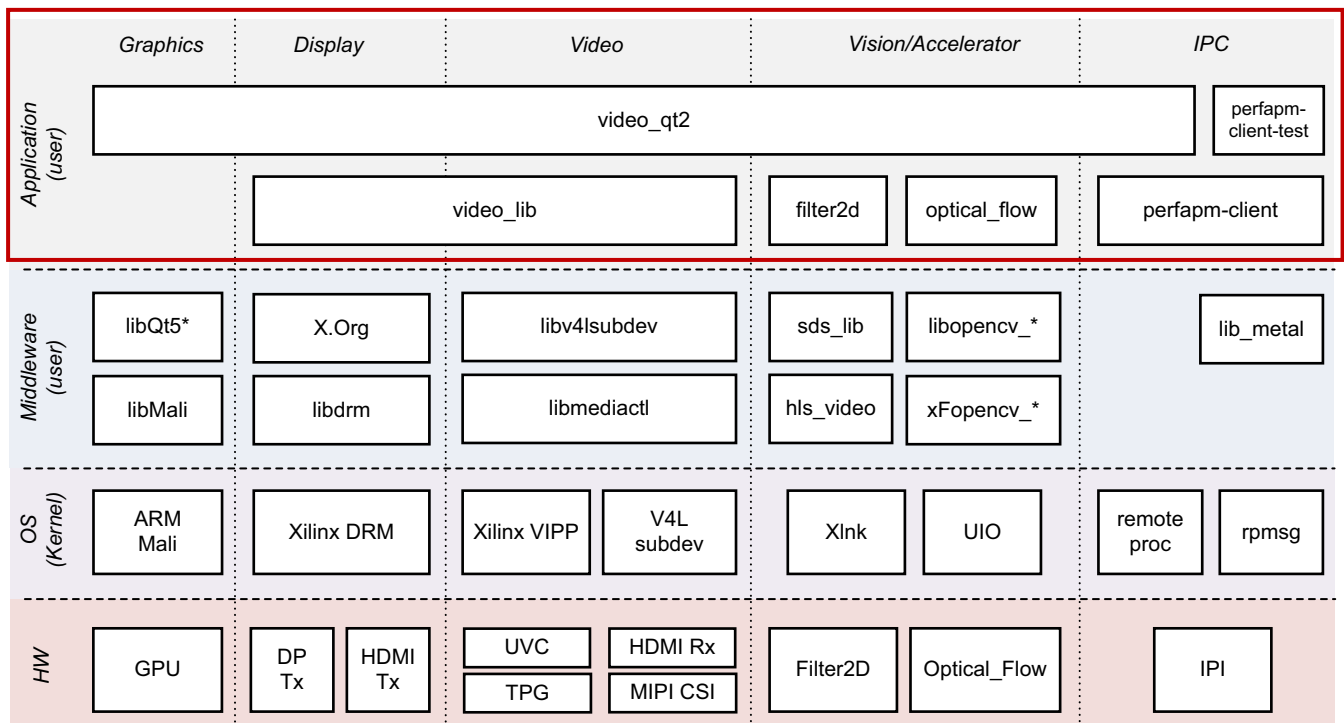 Graphics
Display
Video
Vision/Accelerator
IPC
Application
(user)
video_qt2
perfapm-
client-test
video_lib
filter2d
optical_flow
perfapm-client
Middleware
(user)
libQt5*
X.Org
libv4lsubdev
sds_lib
libopencv_*
lib_metal
libMali
libdrm
libmediactl
hls_video
xFopencv_*
OS
(Kernel)
ARM
Mali
Xilinx DRM
Xilinx VIPP
V4L
subdev
Xlnk
UIO
remote
proc
rpmsg
HW
GPU
DP
Tx
HDMI
Tx
UVC
HDMI Rx
TPG
MIPI CSI
Filter2D
Optical_Flow
IPI